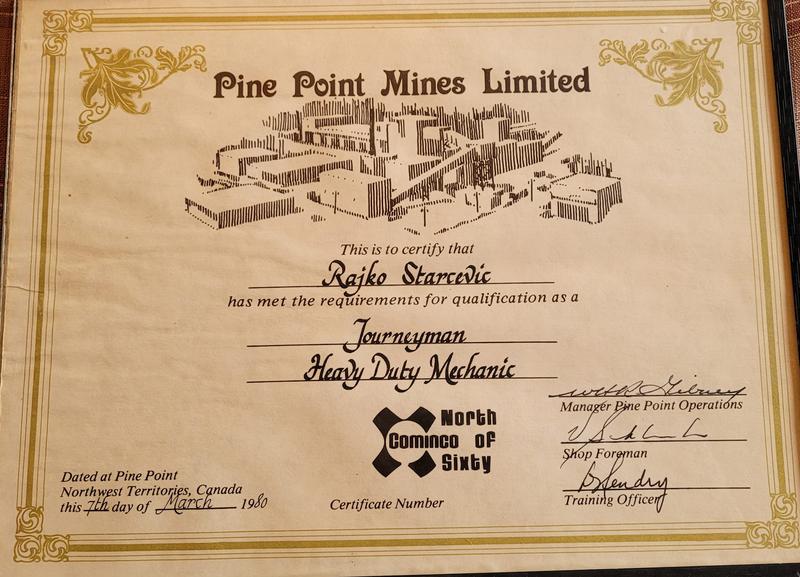 Pine Point Mines Limited
This is to certify that
Rajko Starcevic
has met the requirements for qualification as a
Journeyman
Heavy Duty Mechanic
North
Cominco of
Sixty
Manager Pine Point Operations
Shop Foreman
Training Officer
Dated at Pine Point
Northwest Territories, Canada
this 7th day of March 1980
Certificate Number